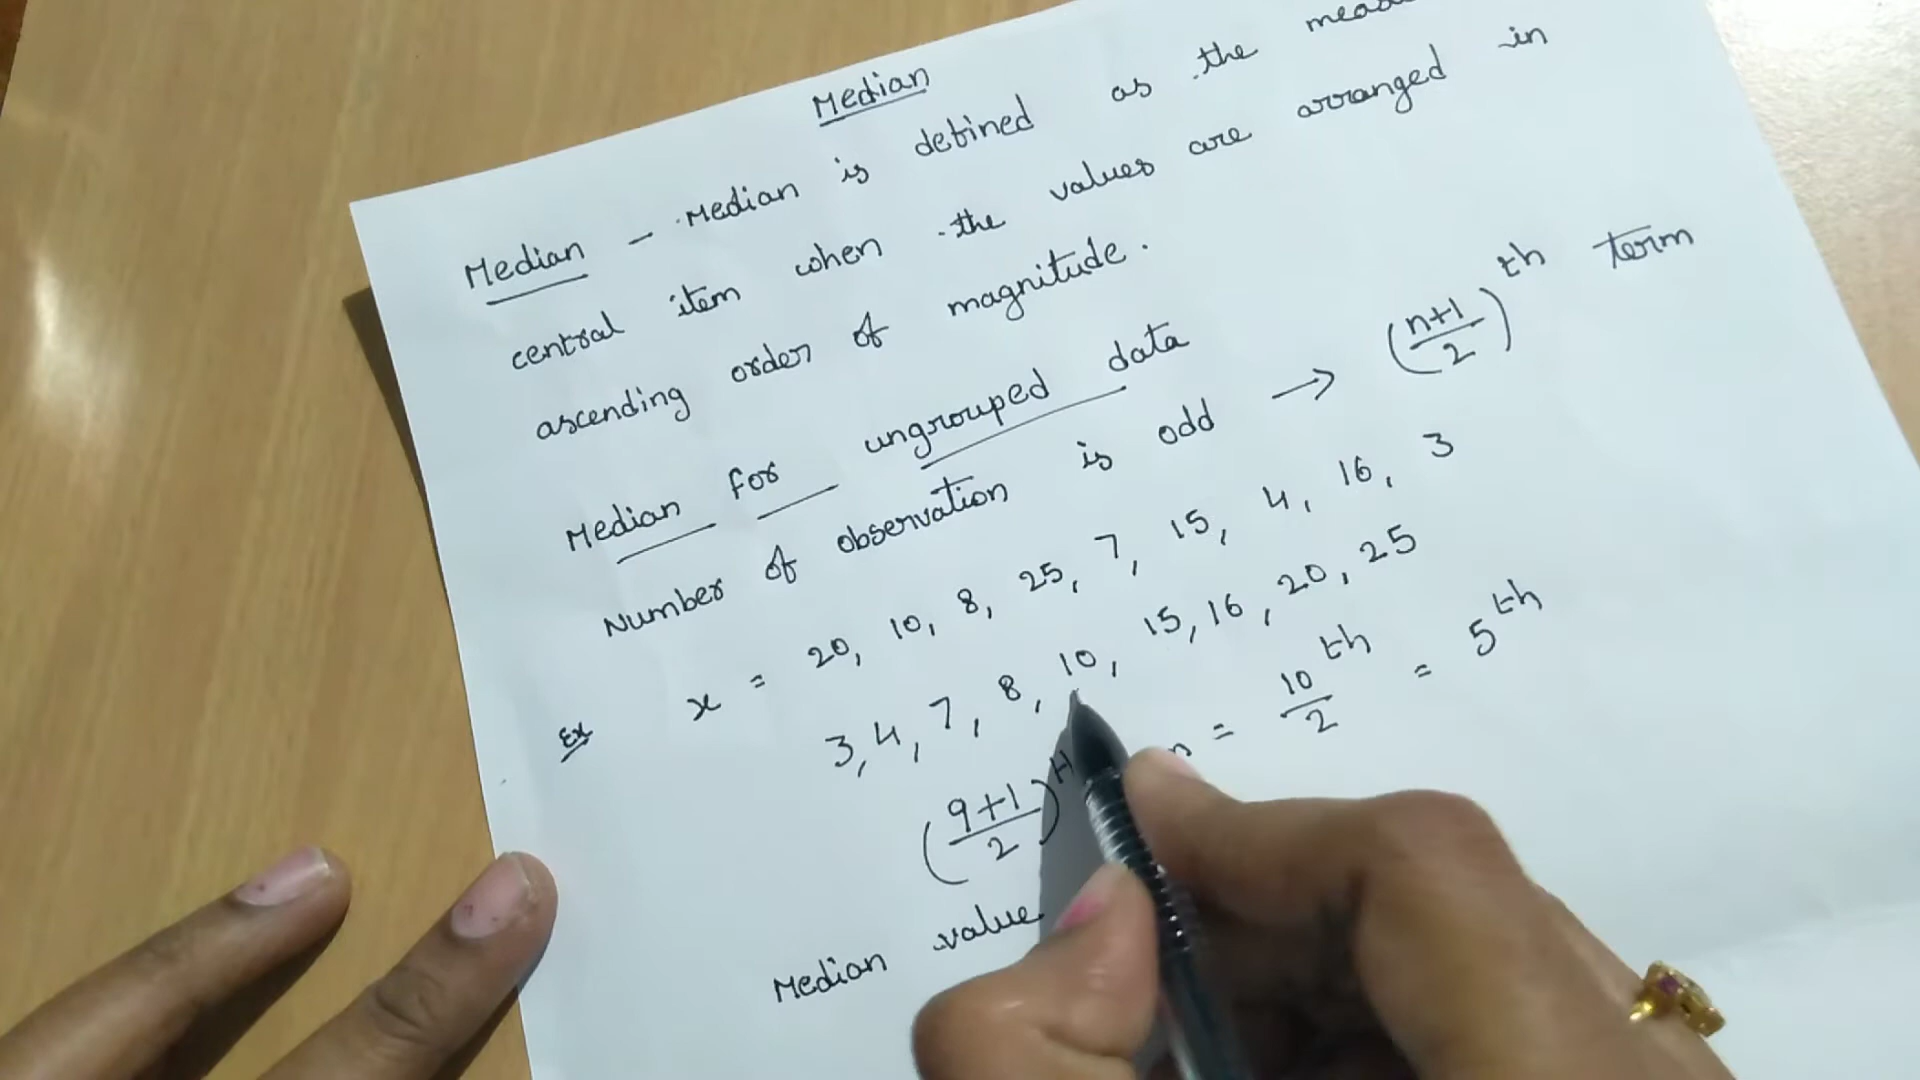 Median
Median - Median is defined as the
central item when the values are arranged in
ascending order of magnitude.
Median for ungrouped data
Number of observation is odd → (n+1/2)th term
Ex x = 20, 10, 8, 25, 7, 15, 4, 16, 3
3, 4, 7, 8, 10, 15, 16, 20, 25
(9+1/2) = 10/2 th = 5th
Median value